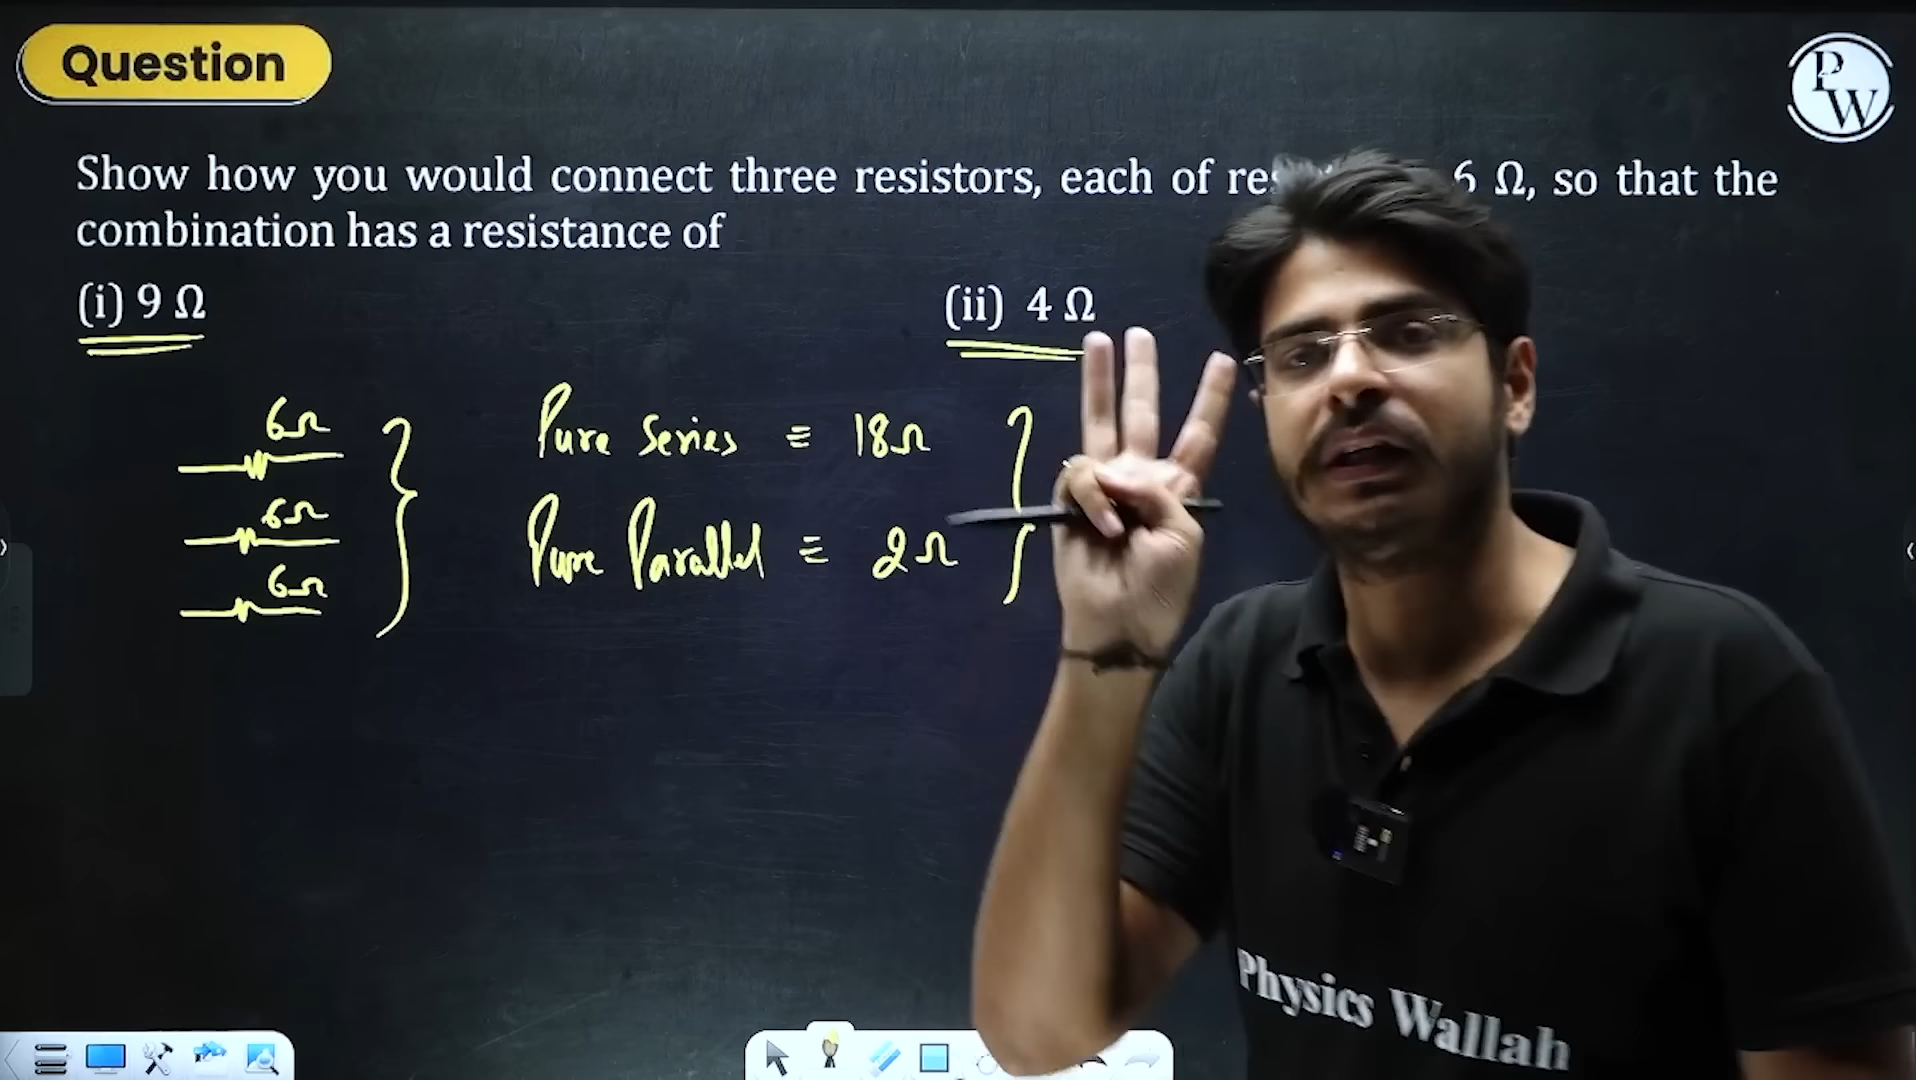 Question
PW
Show how you would connect three resistors, each of 6 Ω, so that the
combination has a resistance of
(i) 9 Ω
(ii) 4 Ω
6Ω
6Ω
6Ω
Pure Series ≡ 18Ω
Pure Parallel ≡ 2Ω
Physics Wallah